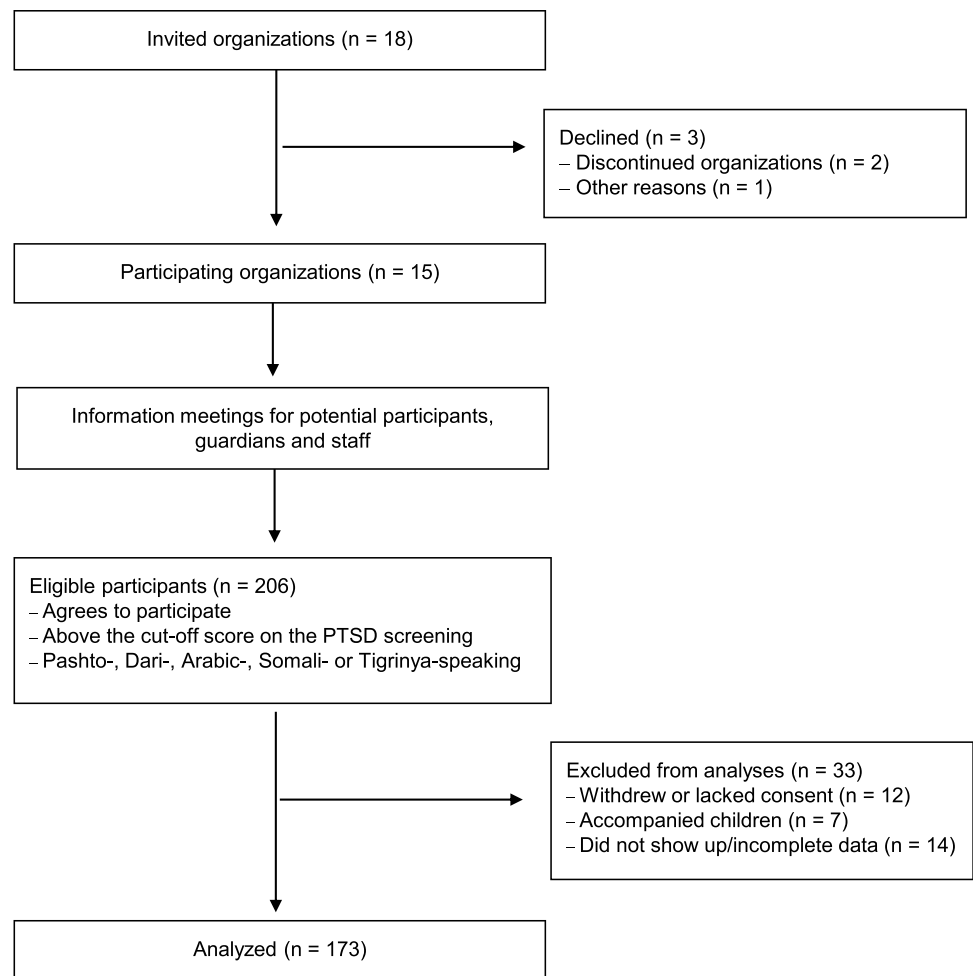 Invited organizations (n = 18)
Declined (n = 3)
– Discontinued organizations (n = 2)
– Other reasons (n = 1)
Participating organizations (n = 15)
Information meetings for potential participants,
guardians and staff
Eligible participants (n = 206)
– Agrees to participate
– Above the cut-off score on the PTSD screening
– Pashto-, Dari-, Arabic-, Somali- or Tigrinya-speaking
Excluded from analyses (n = 33)
– Withdrew or lacked consent (n = 12)
– Accompanied children (n = 7)
– Did not show up/incomplete data (n = 14)
Analyzed (n = 173)